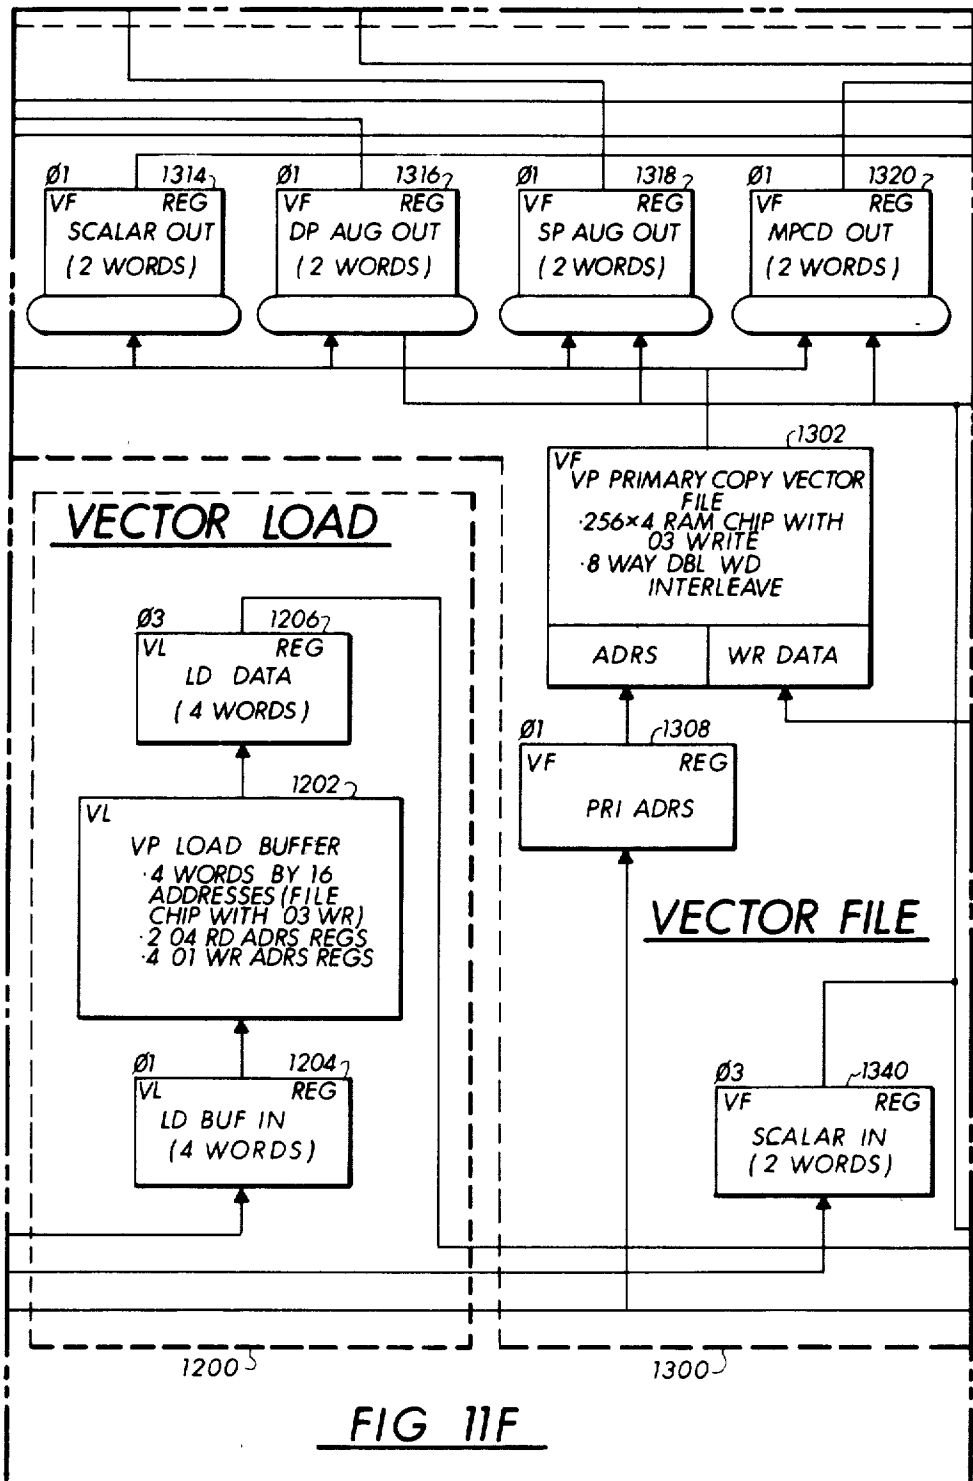 Ø1 1314
VF REG
SCALAR OUT
(2 WORDS)
Ø1 1316
VF REG
DP AUG OUT
(2 WORDS)
Ø1 1318
VF REG
SP AUG OUT
(2 WORDS)
Ø1 1320
VF REG
MPCD OUT
(2 WORDS)
VECTOR LOAD
Ø3 1206
VL REG
LD DATA
(4 WORDS)
1202
VL
VP LOAD BUFFER
·4 WORDS BY 16
ADDRESSES (FILE
CHIP WITH 03 WR)
·2 04 RD ADRS REGS
·4 01 WR ADRS REGS
Ø1 1204
VL REG
LD BUF IN
(4 WORDS)
1200
1302
VF
VP PRIMARY COPY VECTOR
FILE
·256×4 RAM CHIP WITH
03 WRITE
·8 WAY DBL WD
INTERLEAVE
ADRS WR DATA
Ø1 1308
VF REG
PRI ADRS
VECTOR FILE
Ø3 1340
VF REG
SCALAR IN
(2 WORDS)
1300
FIG 11F